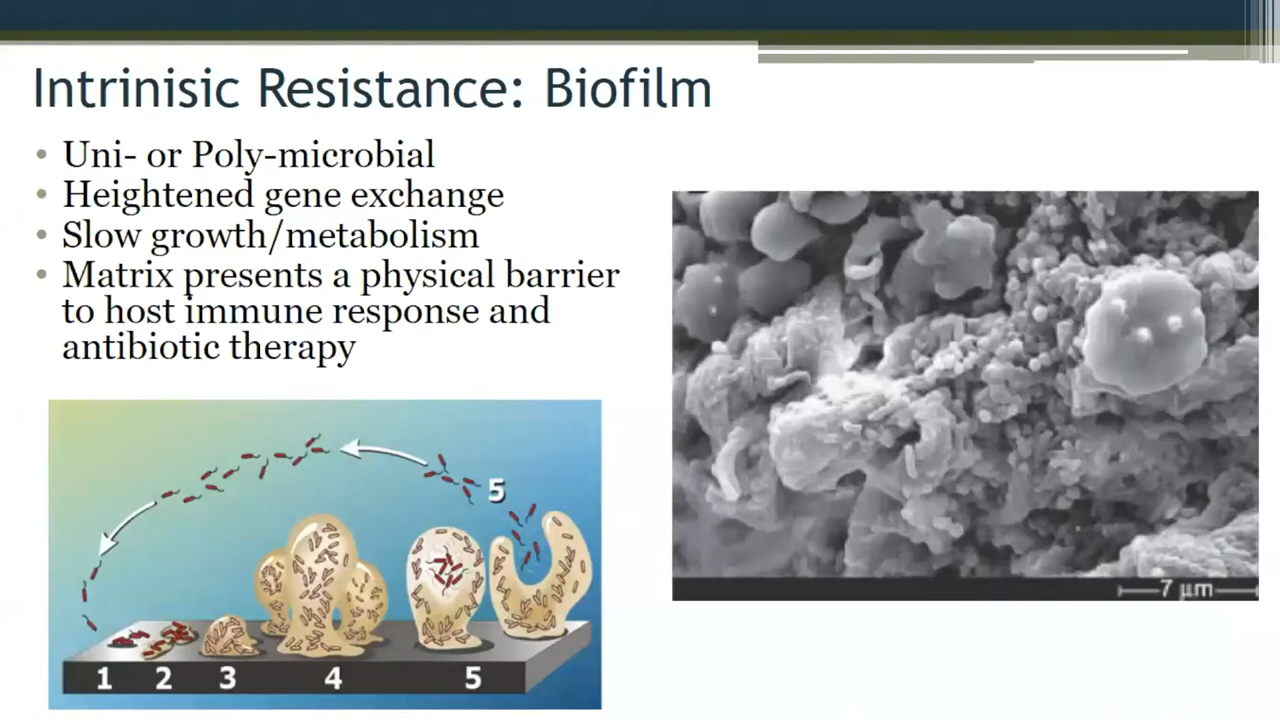 Intrinisic Resistance: Biofilm
• Uni- or Poly-microbial
• Heightened gene exchange
• Slow growth/metabolism
• Matrix presents a physical barrier
to host immune response and
antibiotic therapy
5
1 2 3 4 5
7 µm